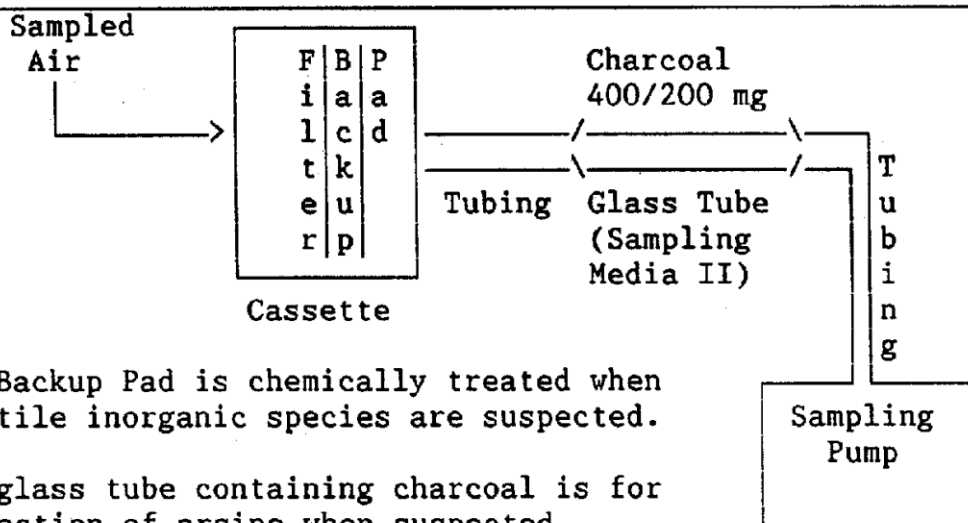 Sampled
Air
Filter
Backup
Pad
Cassette
Tubing
Charcoal
400/200 mg
Glass Tube
(Sampling
Media II)
Tubing
Sampling
Pump
Backup Pad is chemically treated when
tile inorganic species are suspected.
glass tube containing charcoal is for
of arsine when suspected